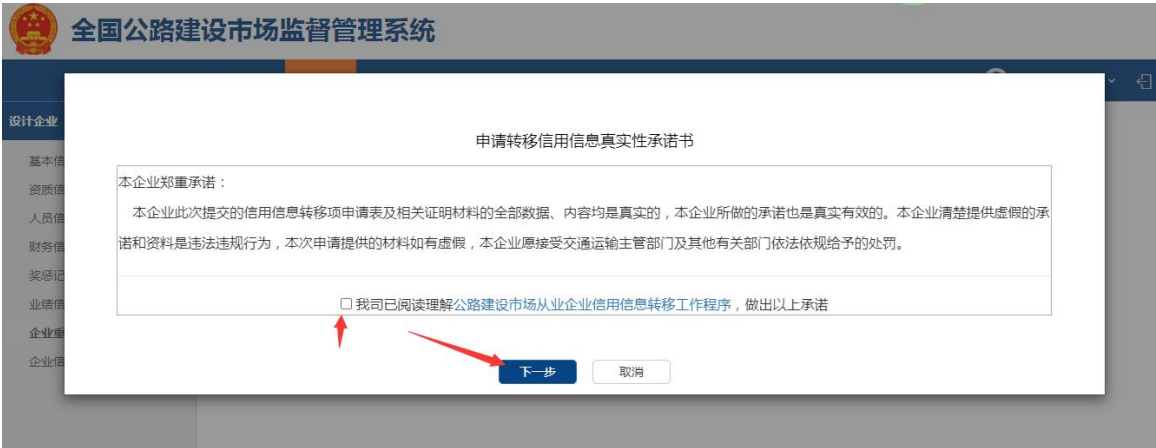 全国公路建设市场监督管理系统
设计企业
申请转移信用信息真实性承诺书
本企业郑重承诺：
本企业此次提交的信用信息转移项申请表及相关证明材料的全部数据、内容均是真实的，本企业所做的承诺也是真实有效的。本企业清楚提供虚假的承
诺和资料是违法违规行为，本次申请提供的材料如有虚假，本企业愿接受交通运输主管部门及其他有关部门依法依规给予的处罚。
我司已阅读理解公路建设市场从业企业信用信息转移工作程序，做出以上承诺
下一步 取消
基本信
资质信
人员信
财务信
奖惩记
业绩信
企业重
企业信